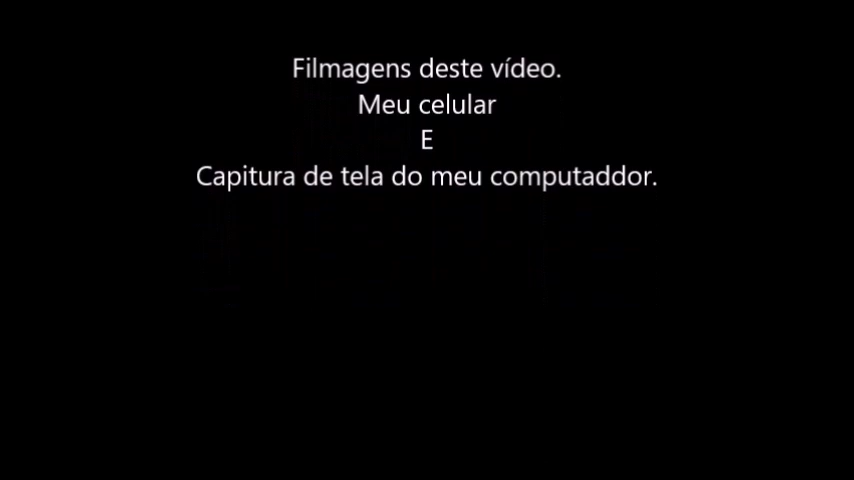 Filmagens deste vídeo.
Meu celular
E
Capitura de tela do meu computaddor.